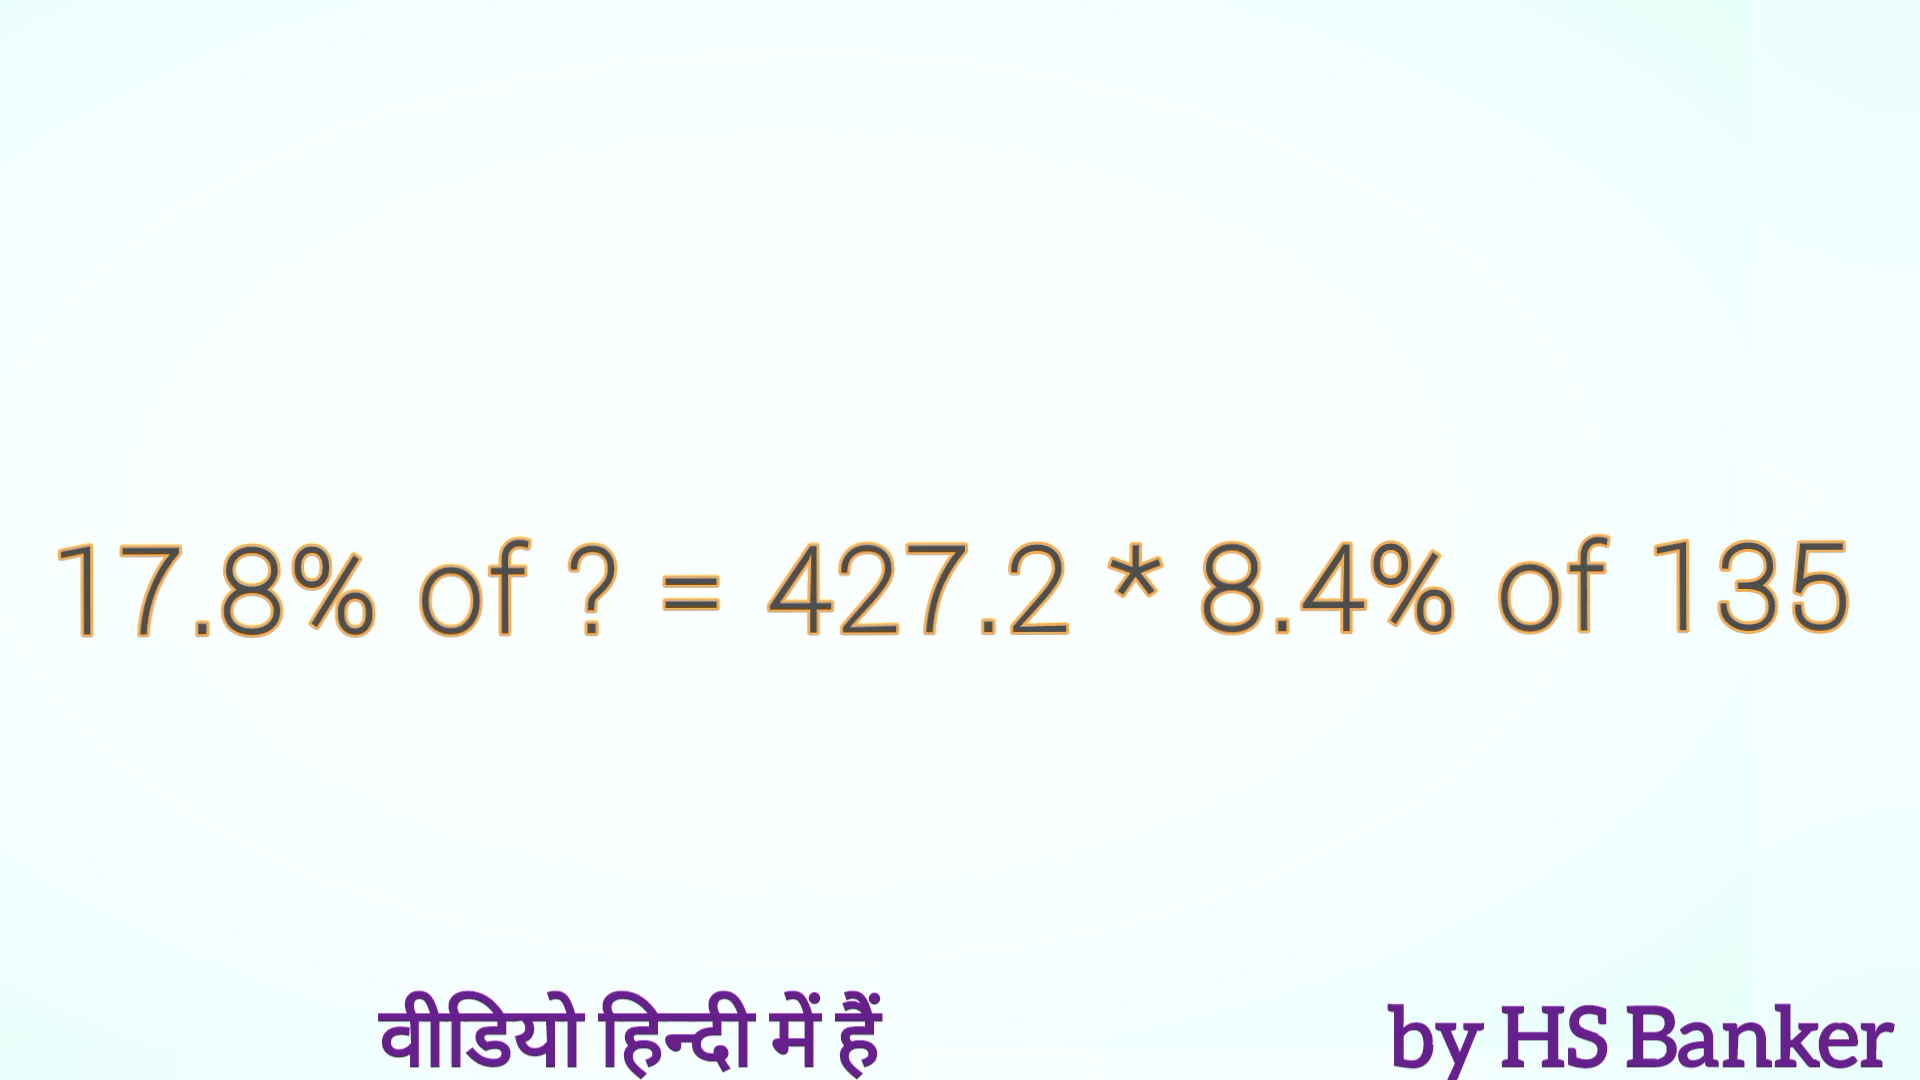 17.8% of ? = 427.2 * 8.4% of 135
वीडियो हिन्दी में हैं
by HS Banker